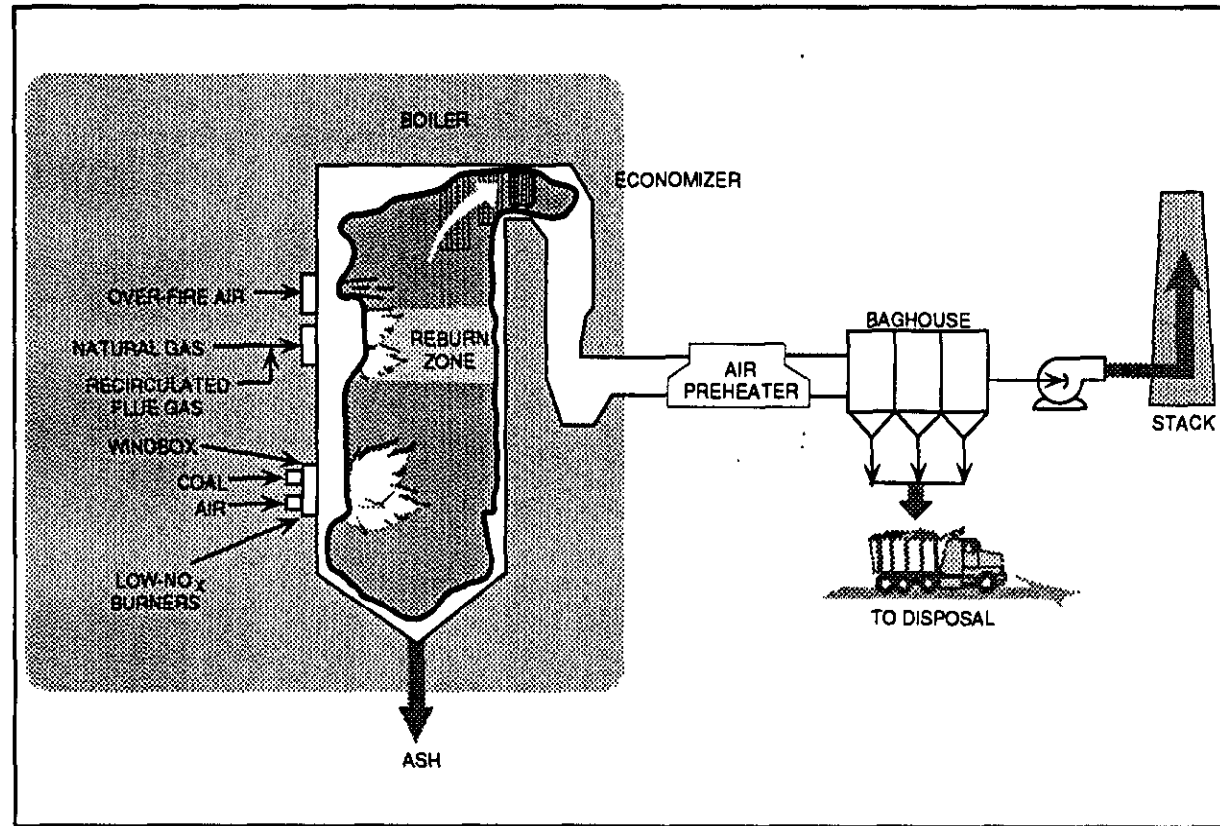 BOILER
ECONOMIZER
OVER-FIRE AIR
NATURAL GAS
RECIRCULATED
FLUE GAS
REBURN
ZONE
WINDBOX
COAL
AIR
LOW-NOx
BURNERS
ASH
AIR
PREHEATER
BAGHOUSE
TO DISPOSAL
STACK